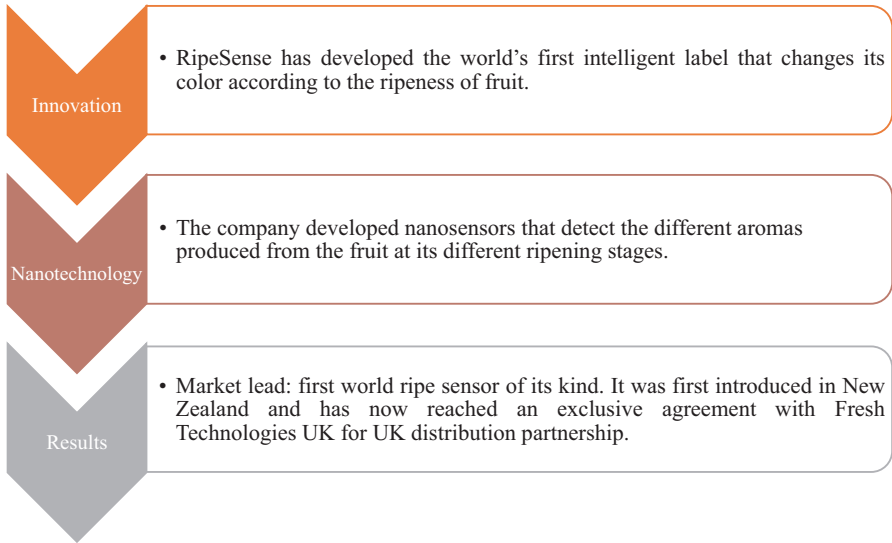 Innovation
• RipeSense has developed the world’s first intelligent label that changes its
color according to the ripeness of fruit.
Nanotechnology
• The company developed nanosensors that detect the different aromas
produced from the fruit at its different ripening stages.
Results
• Market lead: first world ripe sensor of its kind. It was first introduced in New
Zealand and has now reached an exclusive agreement with Fresh
Technologies UK for UK distribution partnership.